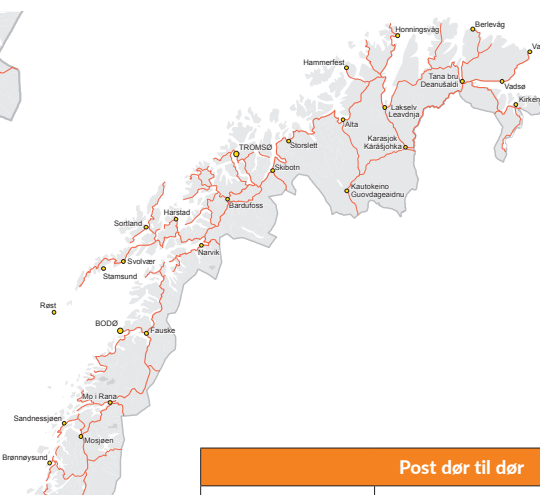 Honningsvåg
Berlevåg
Va
Hammerfest
Tana bru
Deanušaldi
Vadsø
Kirken
Lakselv
Leavdnja
Alta
Karasjok
Kárášjohka
TROMSØ
Storslett
Skibotn
Kautokeino
Guovdageaidnu
Bardufoss
Harstad
Sortland
Narvik
Svolvær
Stamsund
Røst
BODØ
Fauske
Mo i Rana
Sandnessjøen
Mosjøen
Brønnøysund
Post dør til dør